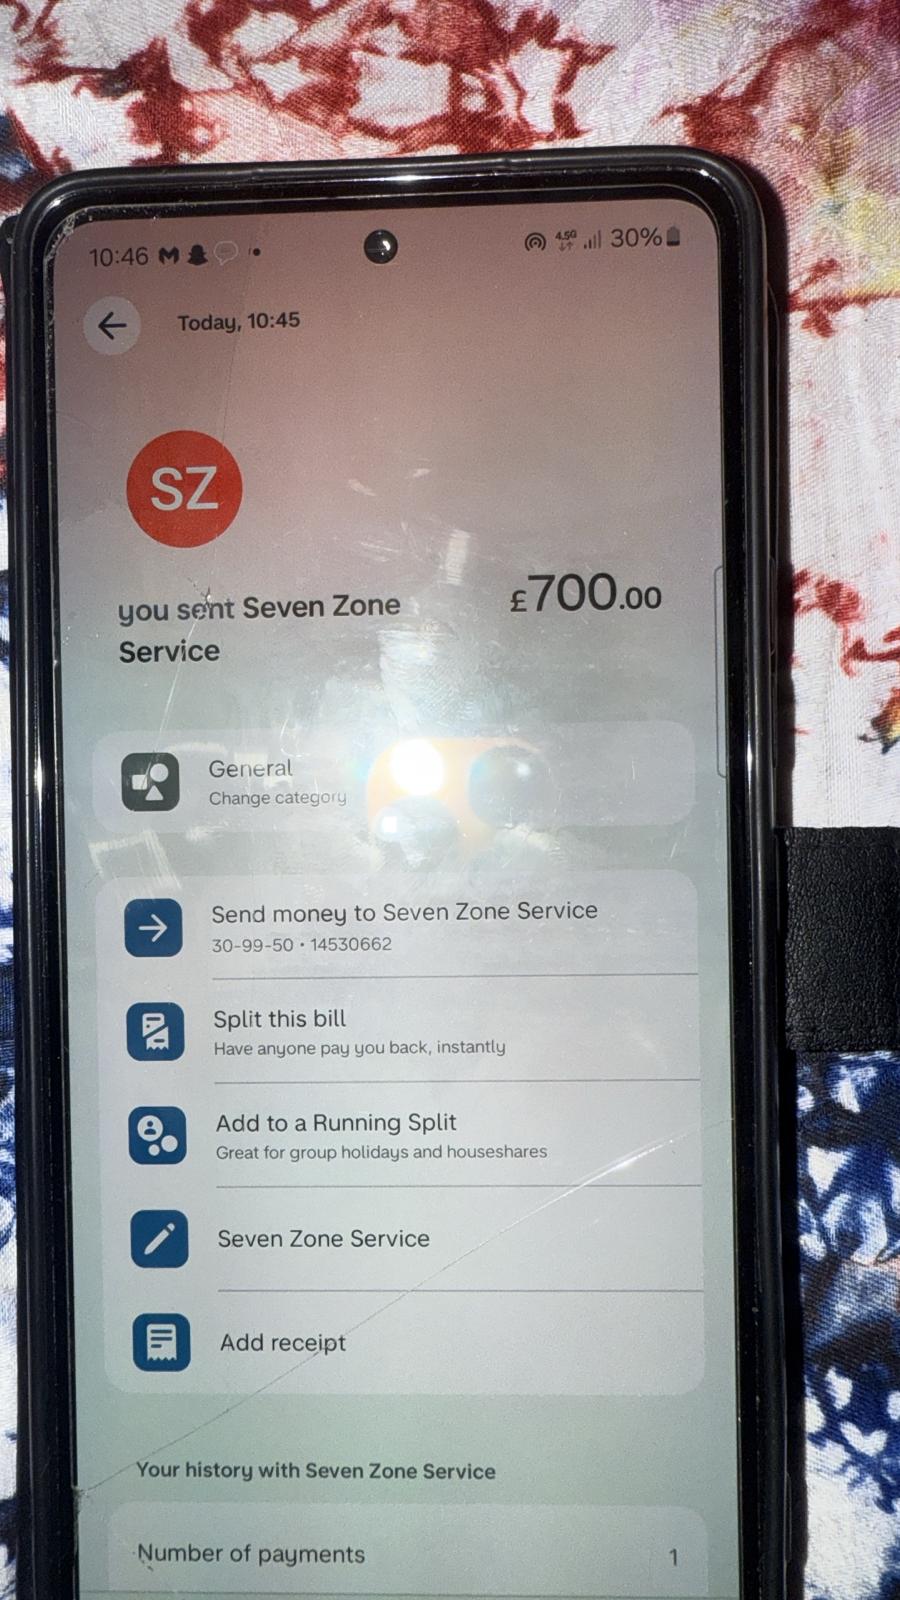 10:46
4.5G
30%
Today, 10:45
SZ
you sent Seven Zone
Service
£700.00
General
Change category
Send money to Seven Zone Service
30-99-50 • 14530662
Split this bill
Have anyone pay you back, instantly
Add to a Running Split
Great for group holidays and houseshares
Seven Zone Service
Add receipt
Your history with Seven Zone Service
Number of payments
1